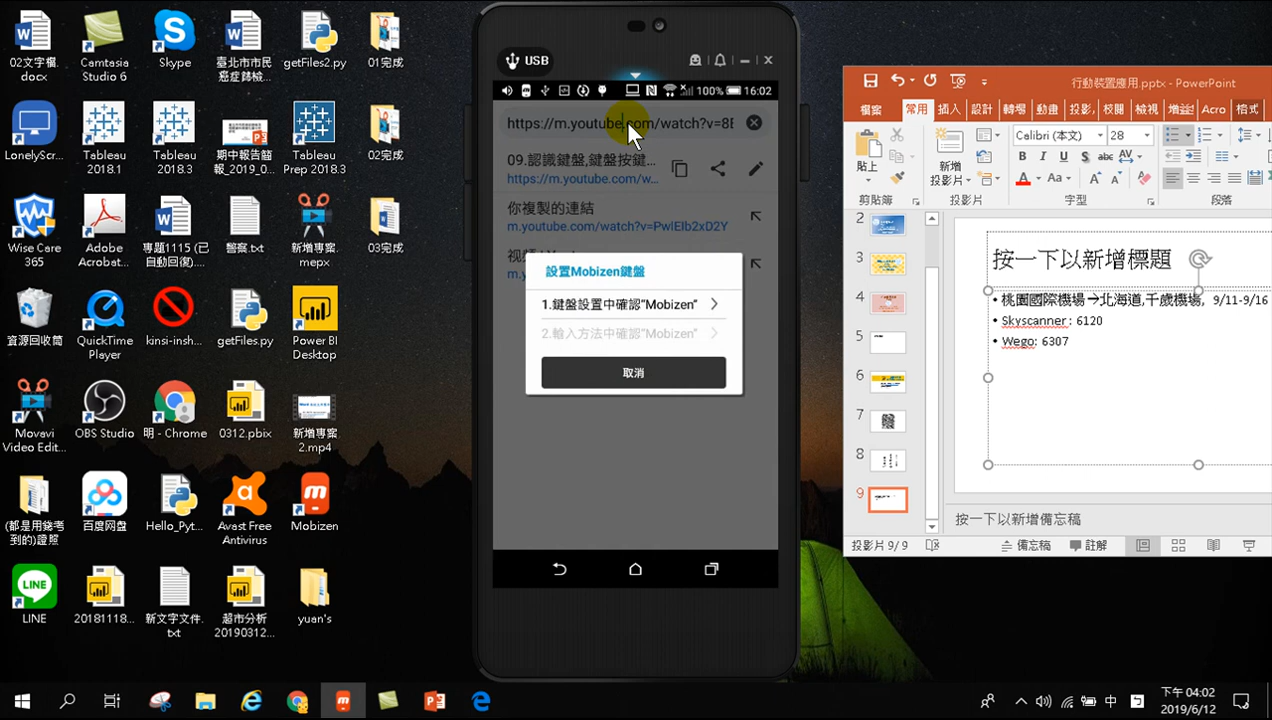 02文字檔.docx
Camtasia Studio 6
Skype
臺北市市民癌症篩檢...
getFiles2.py
01完成
LonelyScr...
Tableau 2018.1
Tableau 2018.3
期中報告簡報_2019_0...
Tableau Prep 2018.3
02完成
Wise Care 365
Adobe Acrobat...
專題1115 (已自動回復)...
警察.txt
新增專案.mepx
03完成
資源回收筒
QuickTime Player
kinsi-insh...
getFiles.py
Power BI Desktop
Movavi Video Edit...
OBS Studio
明 - Chrome
0312.pbix
新增專案 2.mp4
(都是用幾考到的)證照
百度网盘
Hello_Pyt...
Avast Free Antivirus
Mobizen
LINE
20181118...
新文字文件.txt
超市分析 20190312...
yuan's
USB
100%
16:02
https://m.youtube.com/watch?v=8E
09.認識鍵盤,鍵盤按鍵...
https://m.youtube.com/w...
你複製的連結
m.youtube.com/watch?v=PwlEIb2xD2Y
設置Mobizen鍵盤
1.鍵盤設置中確認"Mobizen"
2.輸入方法中確認"Mobizen"
取消
行動裝置應用.pptx - PowerPoint
檔案
常用
插入
設計
轉場
動畫
投影
校閱
檢視
增益
Acro
格式
貼上
剪貼簿
新增投影片
投影片
Calibri (本文)
28
B I U S abc AV
A Aa A A
字型
段落
2
3
4
5
6
7
8
9
按一下以新增標題
• 桃園國際機場→北海道,千歲機場, 9/11-9/16
• Skyscanner : 6120
• Wego: 6307
按一下以新增備忘稿
投影片 9/9
備忘稿
註解
中
下午 04:02
2019/6/12